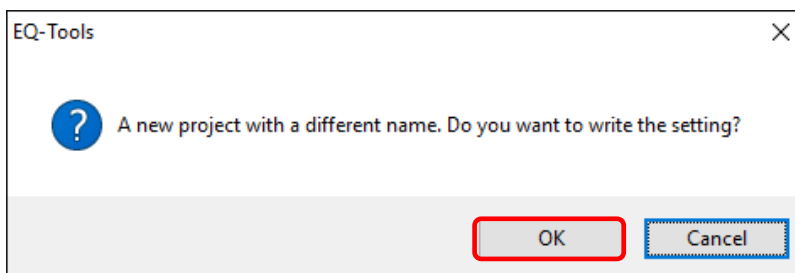 EQ-Tools
A new project with a different name. Do you want to write the setting?
OK
Cancel